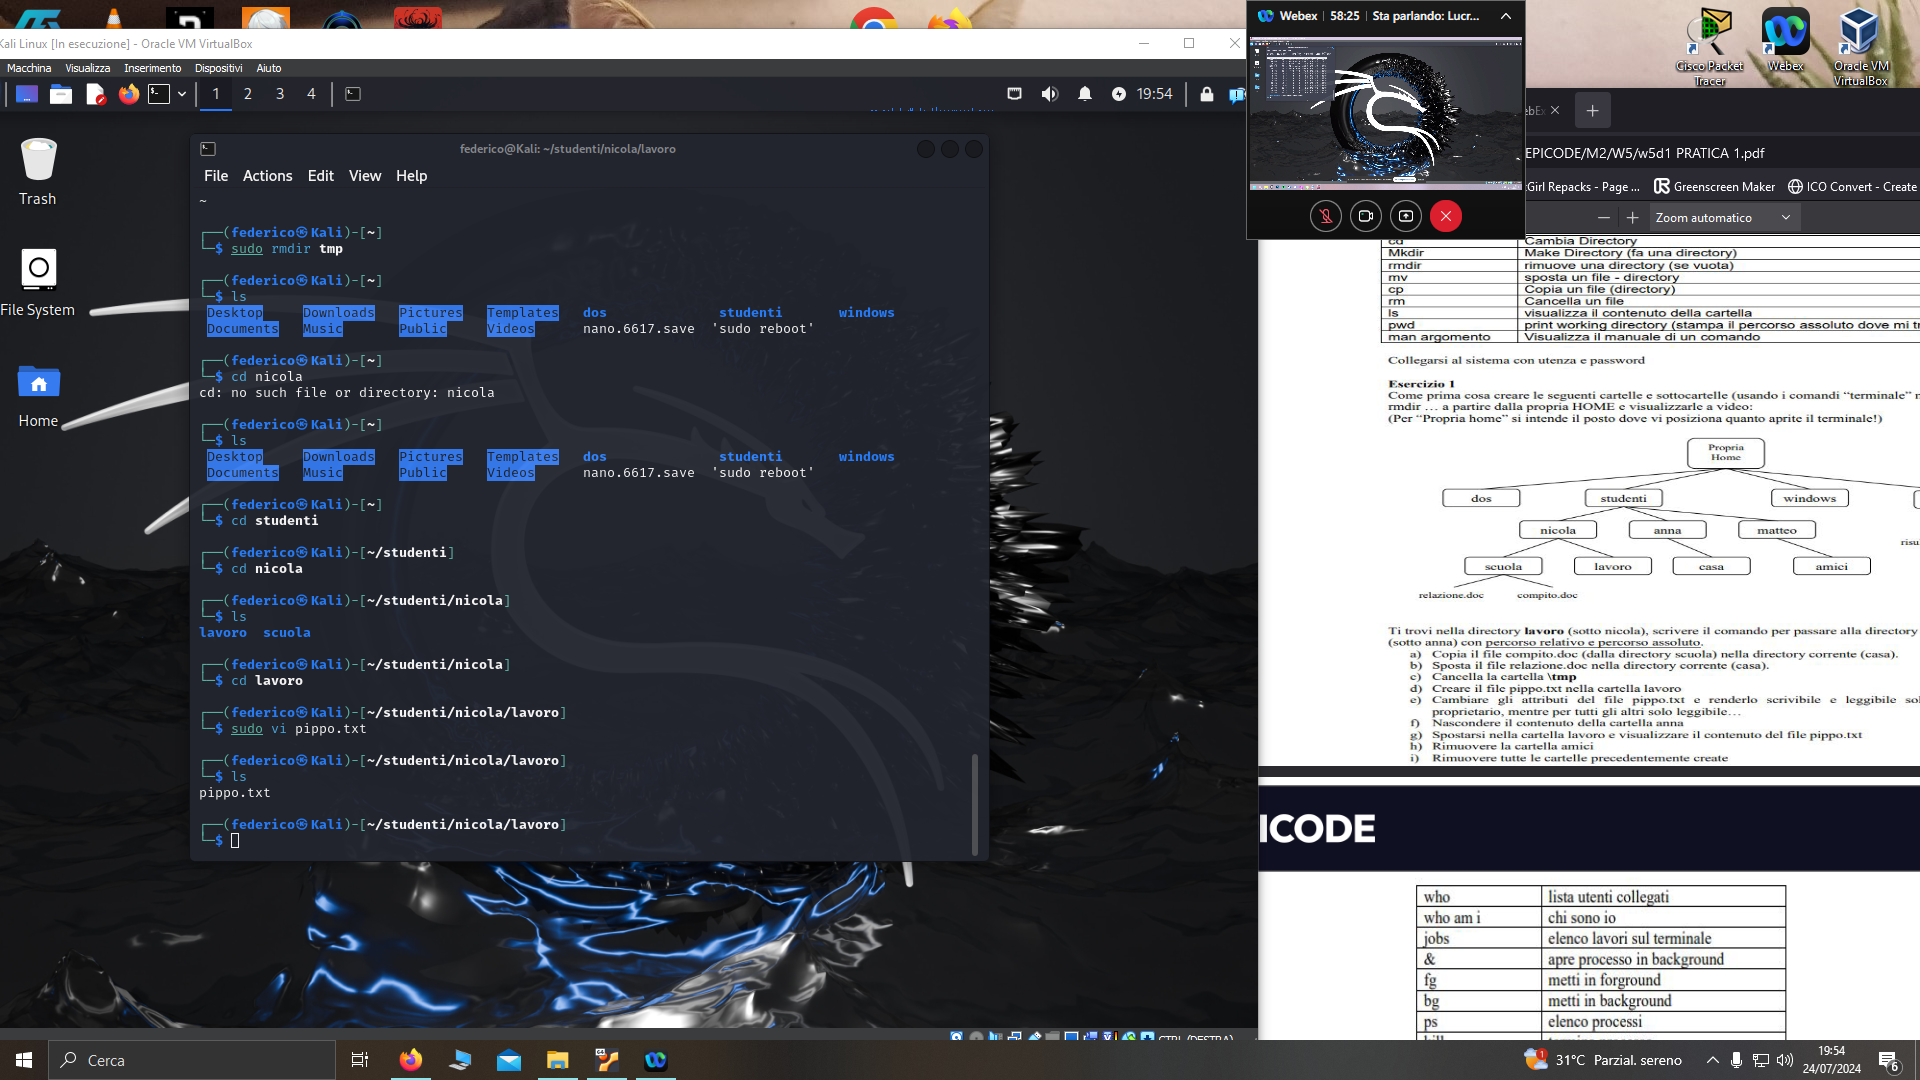 Kali Linux [In esecuzione] - Oracle VM VirtualBox
Macchina Visualizza Inserimento Dispositivi Aiuto
1 2 3 4 19:54
Trash
File System
Home
federico@Kali: ~/studenti/nicola/lavoro
File Actions Edit View Help
~
┌──(federico㉿Kali)-[~]
└─$ sudo rmdir tmp
┌──(federico㉿Kali)-[~]
└─$ ls
Desktop Downloads Pictures Templates dos studenti windows
Documents Music Public Videos nano.6617.save 'sudo reboot'
┌──(federico㉿Kali)-[~]
└─$ cd nicola
cd: no such file or directory: nicola
┌──(federico㉿Kali)-[~]
└─$ ls
Desktop Downloads Pictures Templates dos studenti windows
Documents Music Public Videos nano.6617.save 'sudo reboot'
┌──(federico㉿Kali)-[~]
└─$ cd studenti
┌──(federico㉿Kali)-[~/studenti]
└─$ cd nicola
┌──(federico㉿Kali)-[~/studenti/nicola]
└─$ ls
lavoro scuola
┌──(federico㉿Kali)-[~/studenti/nicola]
└─$ cd lavoro
┌──(federico㉿Kali)-[~/studenti/nicola/lavoro]
└─$ sudo vi pippo.txt
┌──(federico㉿Kali)-[~/studenti/nicola/lavoro]
└─$ ls
pippo.txt
┌──(federico㉿Kali)-[~/studenti/nicola/lavoro]
└─$
CTRL (DESTRA)
Webex 58:25 Sta parlando: Lucr...
Cisco Packet Tracer
Webex
Oracle VM VirtualBox
EPICODE/M2/W5/w5d1 PRATICA 1.pdf
Girl Repacks - Page ... Greenscreen Maker ICO Convert - Create
Zoom automatico
cd Cambia Directory
Mkdir Make Directory (fa una directory)
rmdir rimuove una directory (se vuota)
mv sposta un file - directory
cp Copia un file (directory)
rm Cancella un file
ls visualizza il contenuto della cartella
pwd print working directory (stampa il percorso assoluto dove mi
man argomento Visualizza il manuale di un comando
Collegarsi al sistema con utenza e password
Esercizio 1
Come prima cosa creare le seguenti cartelle e sottocartelle (usando i comandi “terminale”
rmdir … a partire dalla propria HOME e visualizzarle a video:
(Per “Propria home” si intende il posto dove vi posiziona quanto aprite il terminale!)
Propria Home
dos studenti windows
nicola anna matteo
scuola lavoro casa amici
relazione.doc compito.doc
Ti trovi nella directory lavoro (sotto nicola), scrivere il comando per passare alla directory
(sotto anna) con percorso relativo e percorso assoluto.
a) Copia il file compito.doc (dalla directory scuola) nella directory corrente (casa).
b) Sposta il file relazione.doc nella directory corrente (casa).
c) Cancella la cartella \tmp
d) Creare il file pippo.txt nella cartella lavoro
e) Cambiare gli attributi del file pippo.txt e renderlo scrivibile e leggibile
proprietario, mentre per tutti gli altri solo leggibile…
f) Nascondere il contenuto della cartella anna
g) Spostarsi nella cartella lavoro e visualizzare il contenuto del file pippo.txt
h) Rimuovere la cartella amici
i) Rimuovere tutte le cartelle precedentemente create
ICODE
who lista utenti collegati
who am i chi sono io
jobs elenco lavori sul terminale
& apre processo in background
fg metti in forground
bg metti in background
ps elenco processi
Cerca
31°C Parzial. sereno
19:54
24/07/2024
6